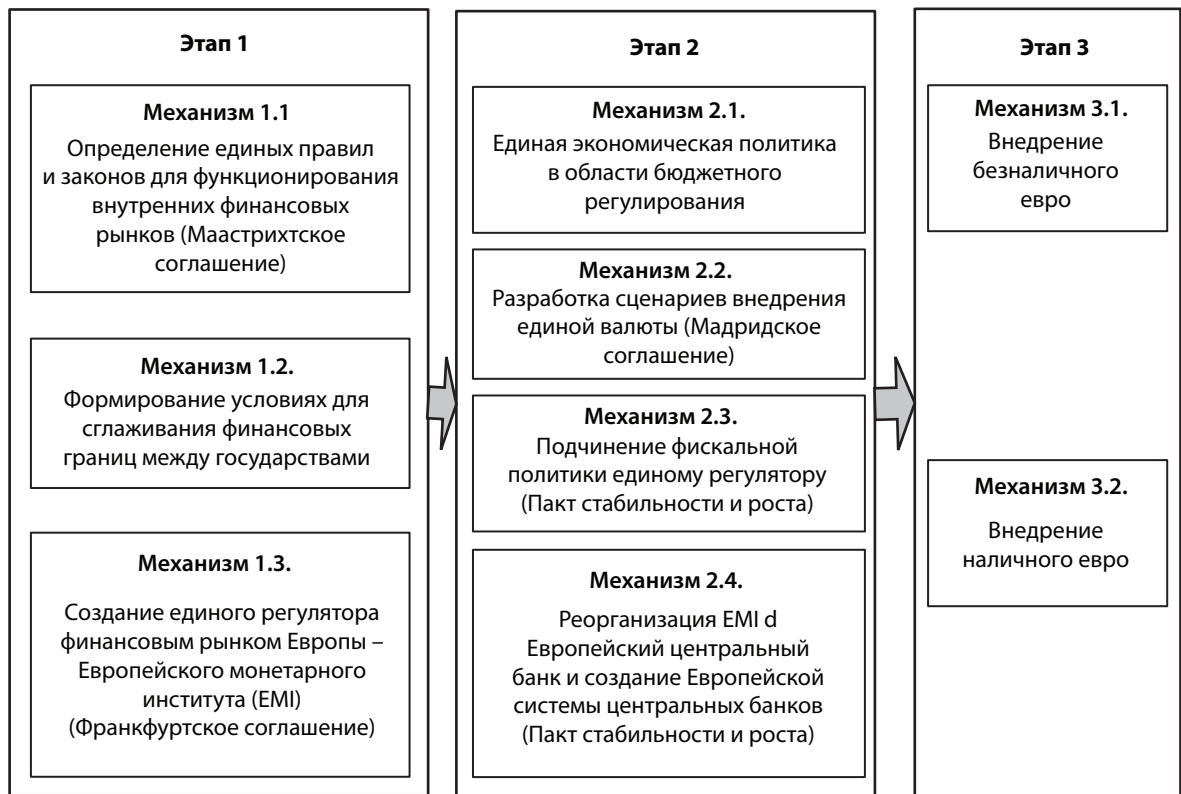 Этап 1
Механизм 1.1
Определение единых правил
и законов для функционирования
внутренних финансовых
рынков (Маастрихтское
соглашение)
Механизм 1.2.
Формирование условиях для
сглаживания финансовых
границ между государствами
Механизм 1.3.
Создание единого регулятора
финансовым рынком Европы –
Европейского монетарного
института (EMI)
(Франкфуртское соглашение)
Этап 2
Механизм 2.1.
Единая экономическая политика
в области бюджетного
регулирования
Механизм 2.2.
Разработка сценариев внедрения
единой валюты (Мадридское
соглашение)
Механизм 2.3.
Подчинение фискальной
политики единому регулятору
(Пакт стабильности и роста)
Механизм 2.4.
Реорганизация EMI d
Европейский центральный
банк и создание Европейской
системы центральных банков
(Пакт стабильности и роста)
Этап 3
Механизм 3.1.
Внедрение
безналичного
евро
Механизм 3.2.
Внедрение
наличного евро